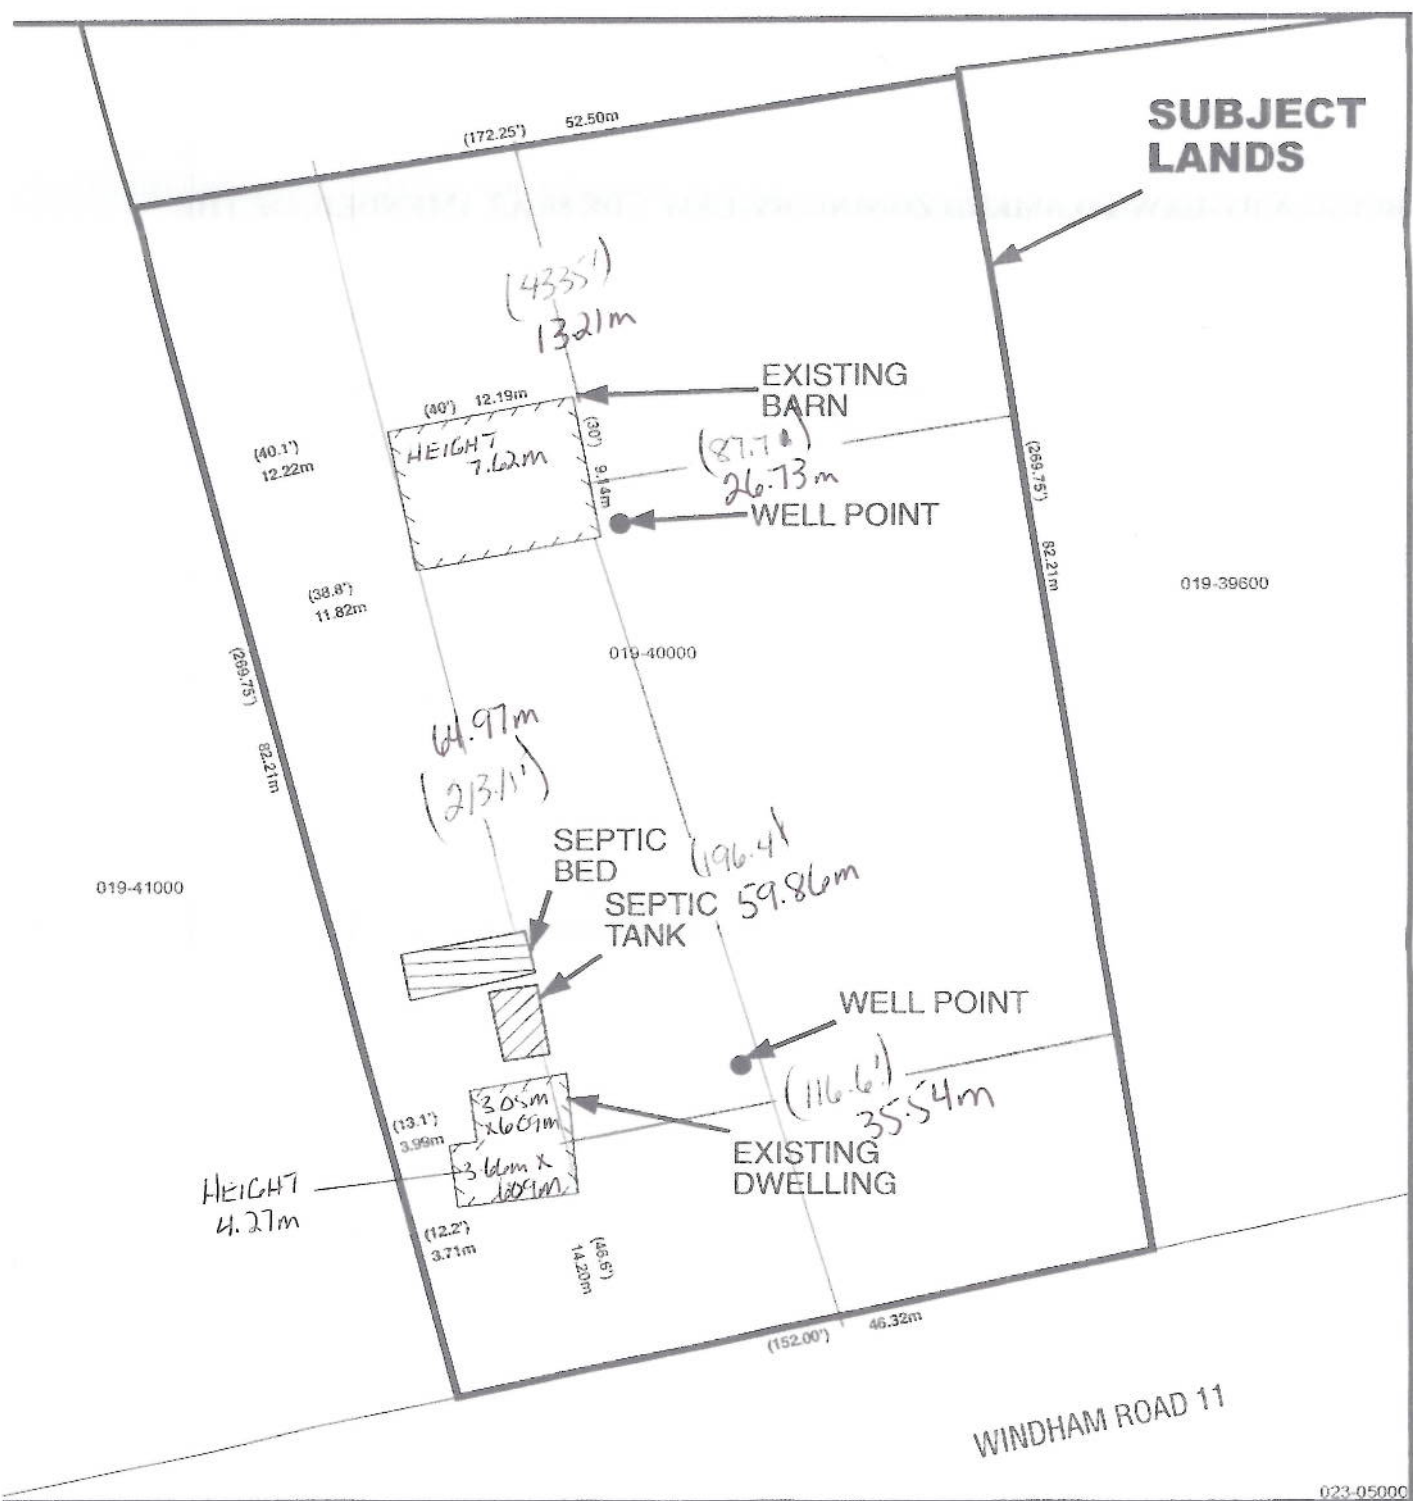 (172.25') 52.50m
SUBJECT
LANDS
(43.35')
13.21m
EXISTING
BARN
(40') 12.19m
HEIGHT
7.62m
(30')
9.14m
(87.7')
26.73m
WELL POINT
(40.1')
12.22m
(38.8')
11.82m
(269.75')
82.21m
019-39600
019-40000
(269.75')
82.21m
64.97m
(213.11')
SEPTIC
BED
SEPTIC
TANK
(196.4')
59.86m
019-41000
WELL POINT
(116.6')
35.54m
(13.1')
3.99m
3.05m
x6.09m
3.66m x
6.09m
EXISTING
DWELLING
HEIGHT
4.27m
(12.2')
3.71m
(46.6')
14.20m
(152.00') 46.32m
WINDHAM ROAD 11
023-05000